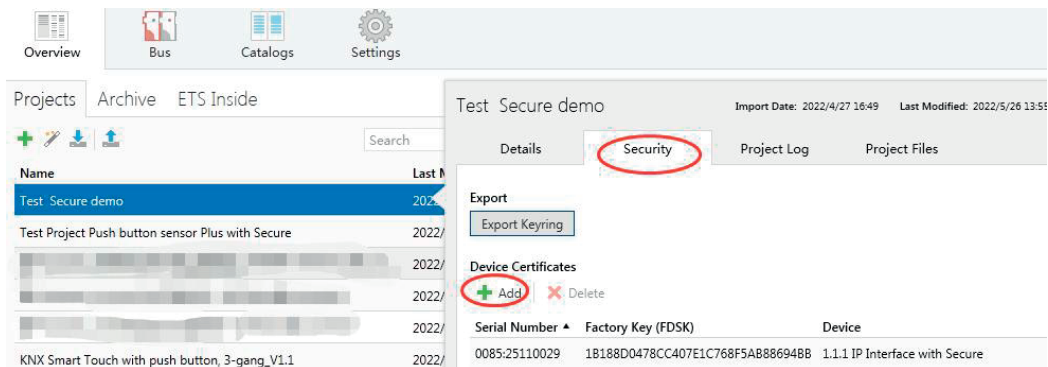 Overview Bus Catalogs Settings
Projects Archive ETS Inside
Search
Name Last
Test Secure demo 202
Test Project Push button sensor Plus with Secure 2022/
2022/
2022/
2022/
KNX Smart Touch with push button, 3-gang_V1.1 2022/
Test Secure demo Import Date: 2022/4/27 16:49 Last Modified: 2022/5/26 13:55
Details Security Project Log Project Files
Export
Export Keyring
Device Certificates
Add Delete
Serial Number Factory Key (FDSK) Device
0085:25110029 1B188D0478CC407E1C768F5AB88694BB 1.1.1 IP Interface with Secure